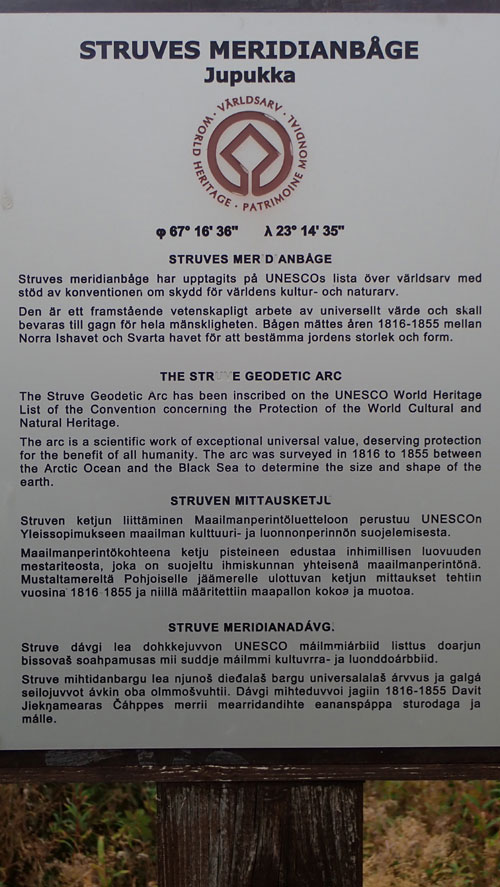 STRUVES MERIDIANBÅGE
Jupukka
VÄRLDSARV · WORLD HERITAGE · PATRIMOINE MONDIAL ·
φ 67° 16' 36" λ 23° 14' 35"
STRUVES MER D ANBÅGE
Struves meridianbåge har upptagits på UNESCOs lista över världsarv med
stöd av konventionen om skydd för världens kultur- och naturarv.
Den är ett framstående vetenskapligt arbete av universellt värde och skall
bevaras till gagn för hela mänskligheten. Bågen mättes åren 1816-1855 mellan
Norra Ishavet och Svarta havet för att bestämma jordens storlek och form.
THE STRUVE GEODETIC ARC
The Struve Geodetic Arc has been inscribed on the UNESCO World Heritage
List of the Convention concerning the Protection of the World Cultural and
Natural Heritage.
The arc is a scientific work of exceptional universal value, deserving protection
for the benefit of all humanity. The arc was surveyed in 1816 to 1855 between
the Arctic Ocean and the Black Sea to determine the size and shape of the
earth.
STRUVEN MITTAUSKETJU
Struven ketjun liittäminen Maailmanperintöluetteloon perustuu UNESCOn
Yleissopimukseen maailman kulttuuri- ja luonnonperinnön suojelemisesta.
Maailmanperintökohteena ketju pisteineen edustaa inhimillisen luovuuden
mestariteosta, joka on suojeltu ihmiskunnan yhteisenä maailmanperintönä.
Mustaltamereltä Pohjoiselle jäämerelle ulottuvan ketjun mittaukset tehtiin
vuosina 1816-1855 ja niillä määritettiin maapallon kokoa ja muotoa.
STRUVE MERIDIANADÁVGI
Struve dávgi lea dohkkejuvvon UNESCO máilmmiárbiid listtus doarjun
bissovaš soahpamusas mii suddje máilmmi kultuvrra- ja luonddoárbbiid.
Struve mihtidanbargu lea njunoš dieđalaš bargu universalalaš árvvus ja galgá
seilojuvvot ávkin oba olmmošvuhtii. Dávgi mihteduvvoi jagiin 1816-1855 Davit
Jiekŋamearas Čáhppes merrii mearridandihte eananspáppa sturodaga ja
málle.